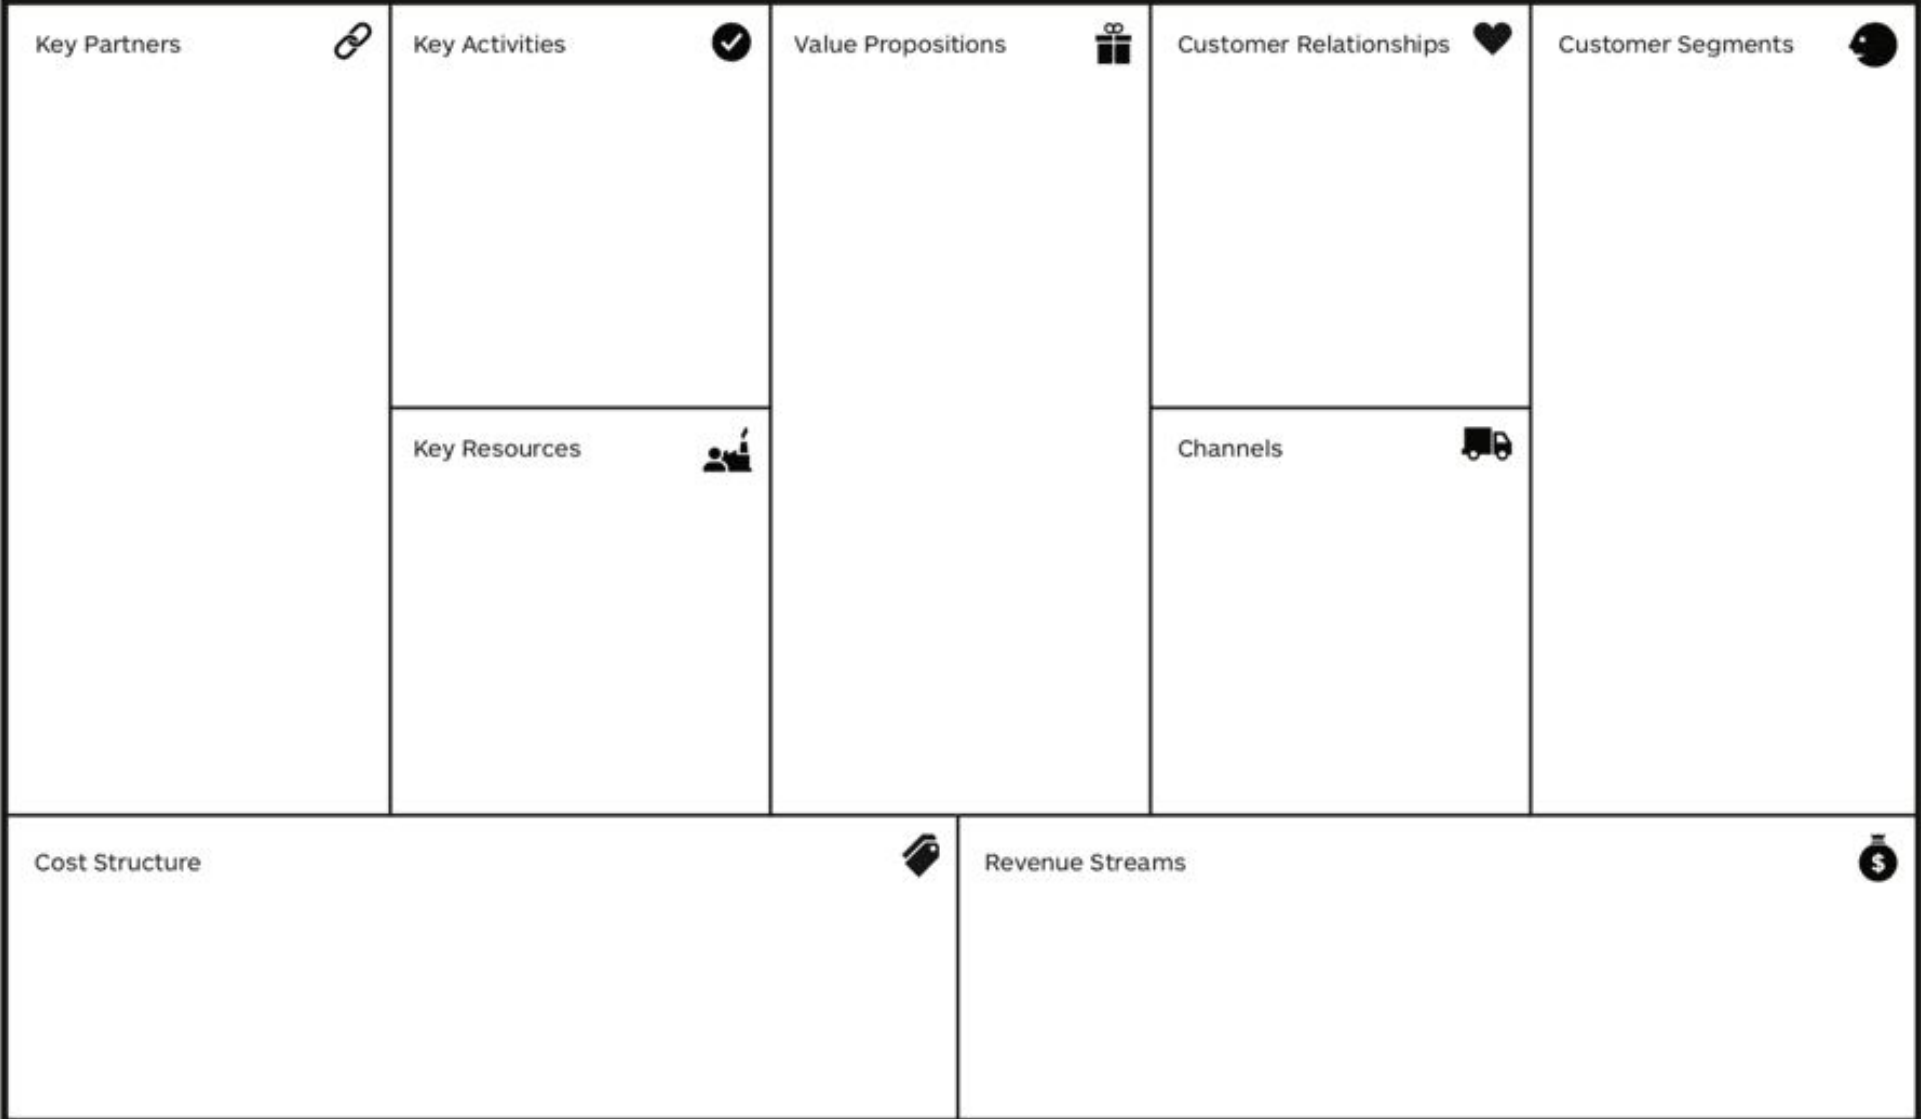 Key Partners
Key Activities
Value Propositions
Customer Relationships
Customer Segments
Key Resources
Channels
Cost Structure
Revenue Streams
$